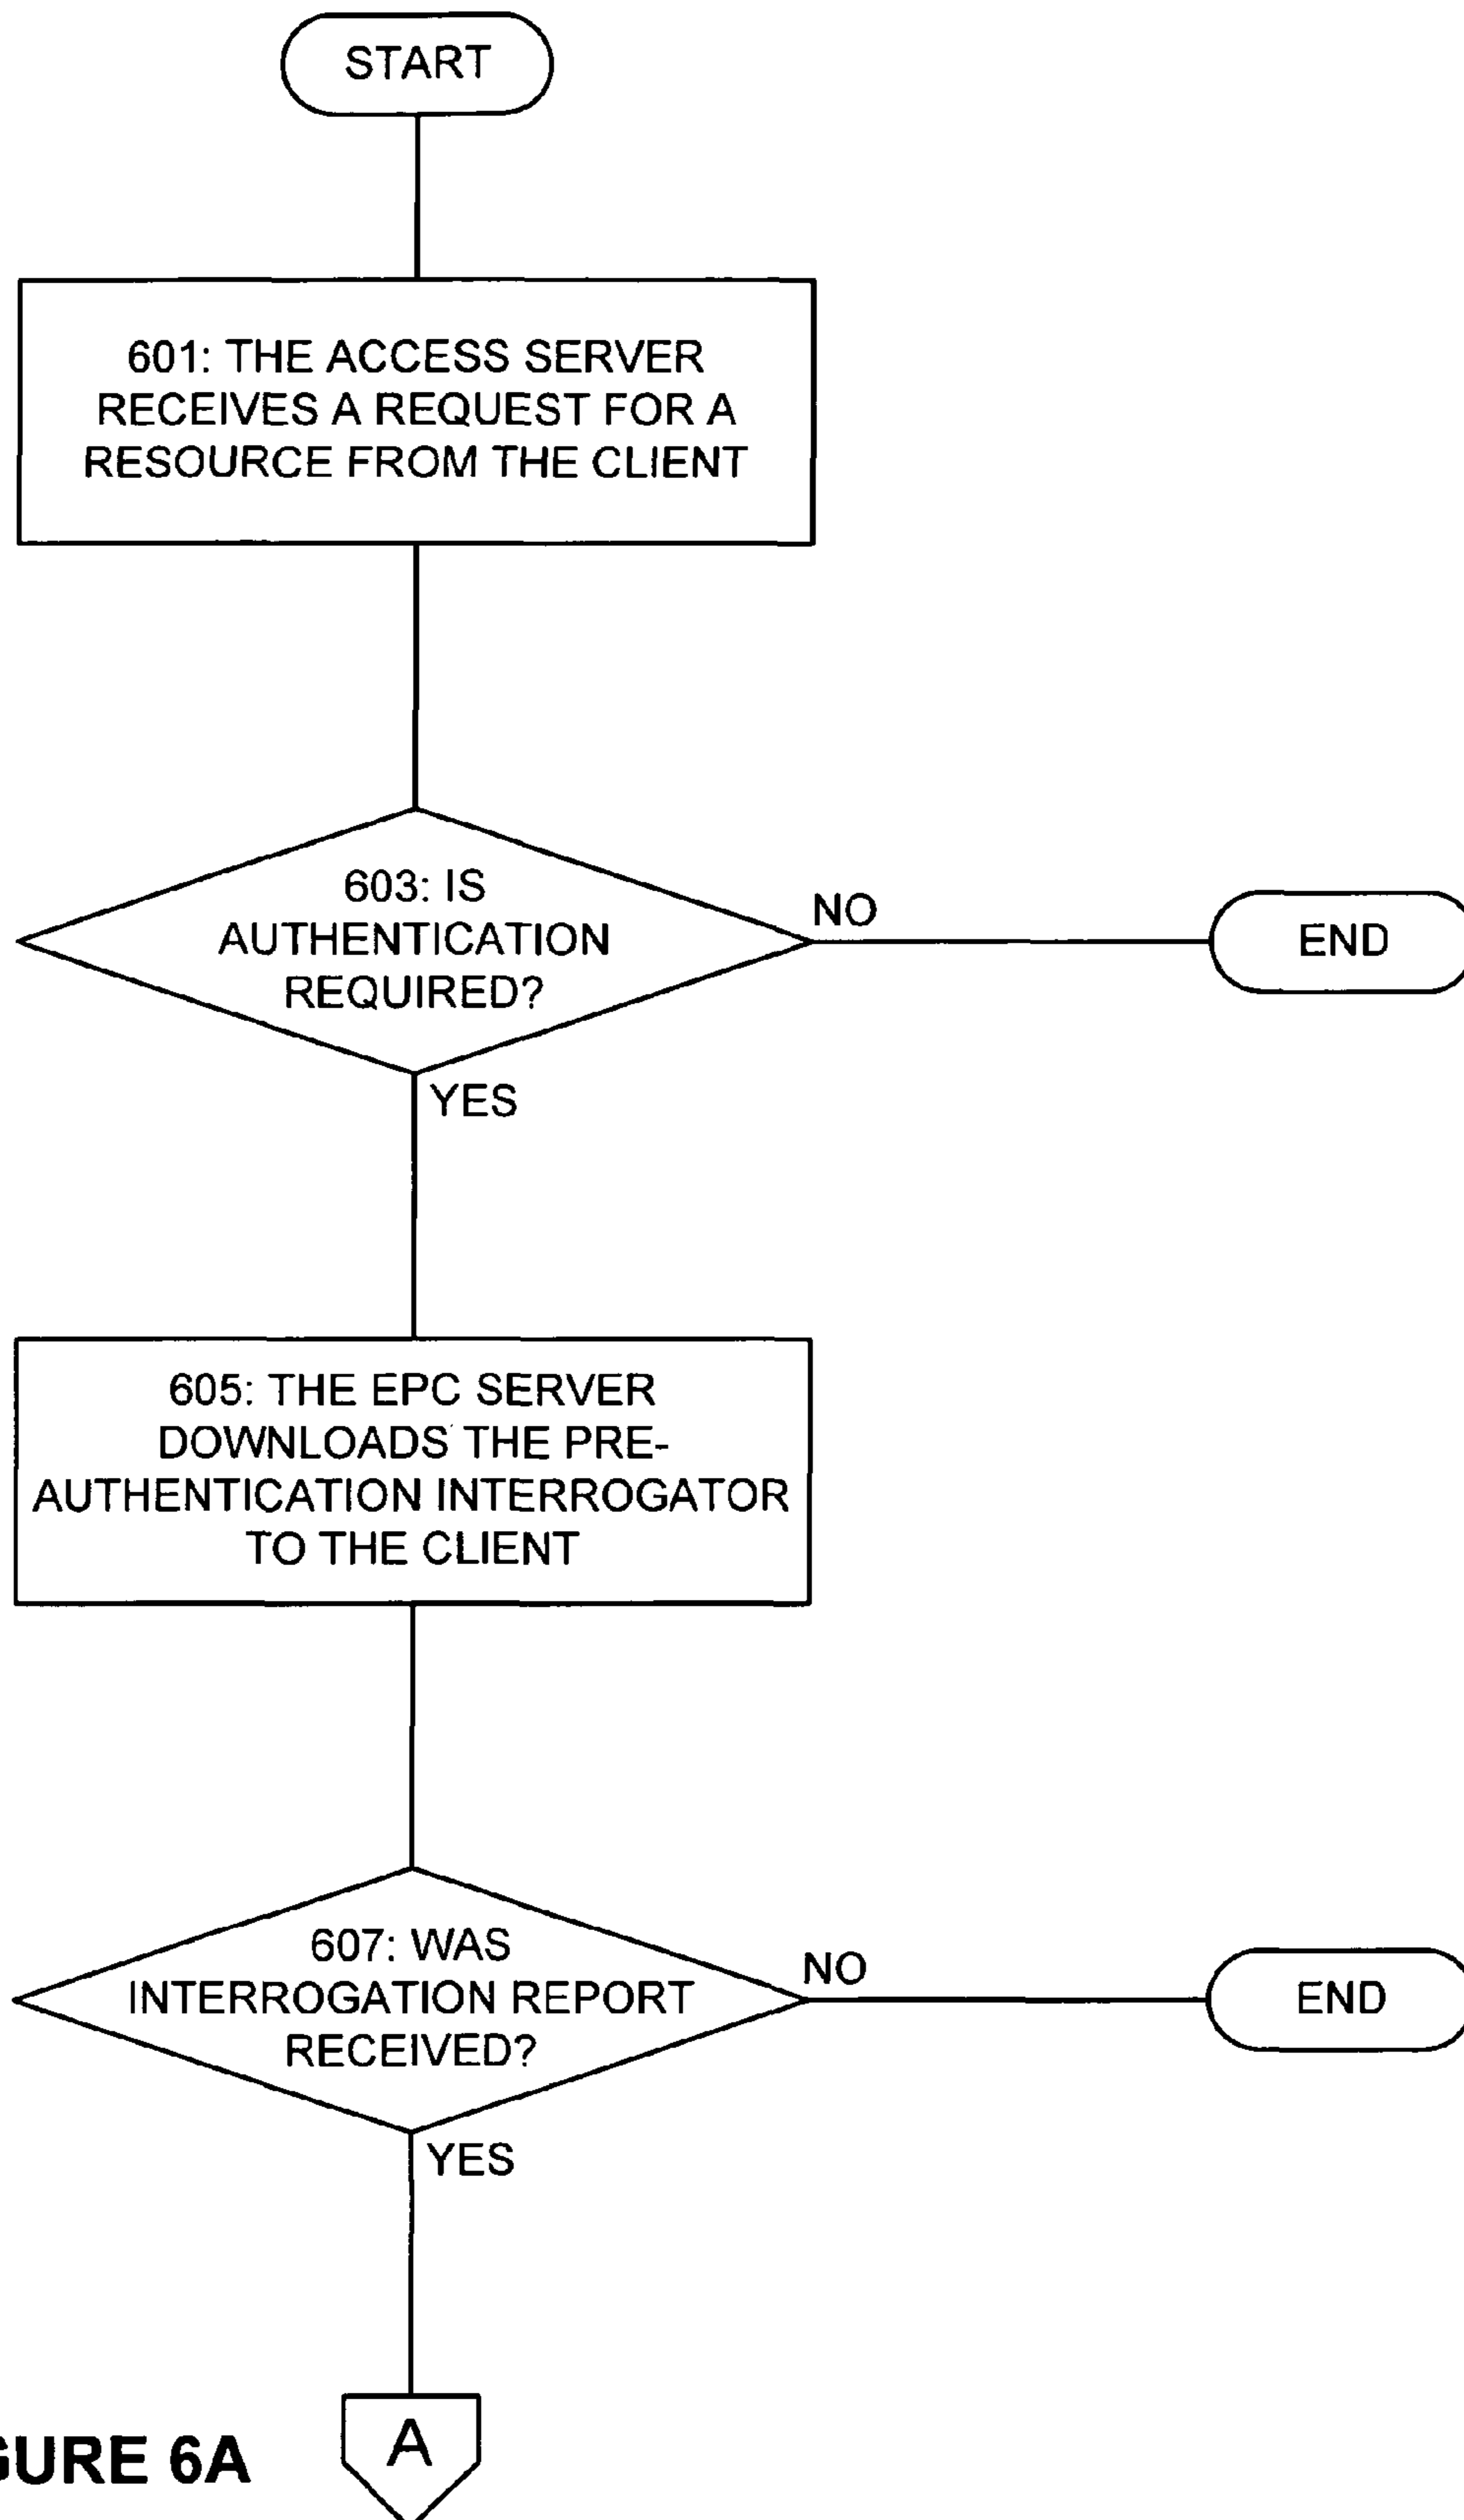 START
601: THE ACCESS SERVER
RECEIVES A REQUEST FOR A
RESOURCE FROM THE CLIENT
603: IS
AUTHENTICATION
REQUIRED?
NO
END
YES
605: THE EPC SERVER
DOWNLOADS THE PRE-
AUTHENTICATION INTERROGATOR
TO THE CLIENT
607: WAS
INTERROGATION REPORT
RECEIVED?
NO
END
YES
A
GURE 6A